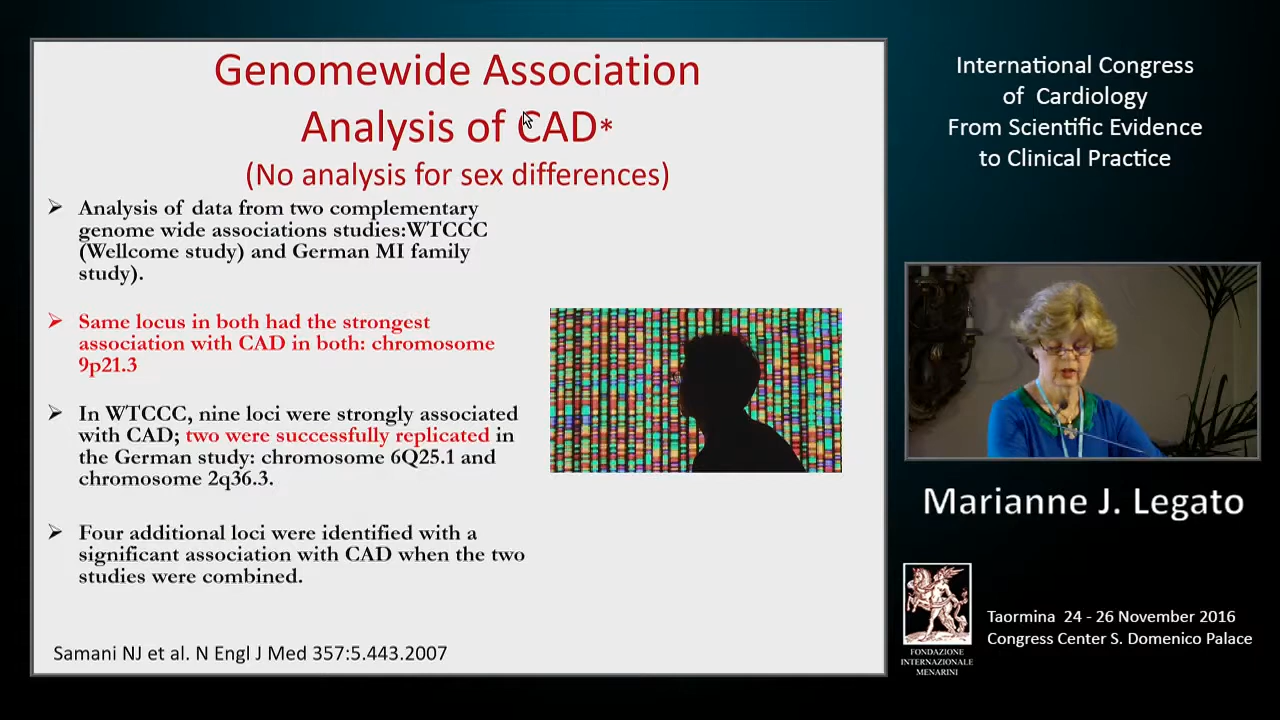 Genomewide Association
Analysis of CAD*
(No analysis for sex differences)
➢ Analysis of data from two complementary
genome wide associations studies:WTCCC
(Wellcome study) and German MI family
study).
➢ Same locus in both had the strongest
association with CAD in both: chromosome
9p21.3
➢ In WTCCC, nine loci were strongly associated
with CAD; two were successfully replicated in
the German study: chromosome 6Q25.1 and
chromosome 2q36.3.
➢ Four additional loci were identified with a
significant association with CAD when the two
studies were combined.
Samani NJ et al. N Engl J Med 357:5.443.2007
International Congress
of Cardiology
From Scientific Evidence
to Clinical Practice
Marianne J. Legato
FONDAZIONE
INTERNAZIONALE
MENARINI
Taormina 24 - 26 November 2016
Congress Center S. Domenico Palace